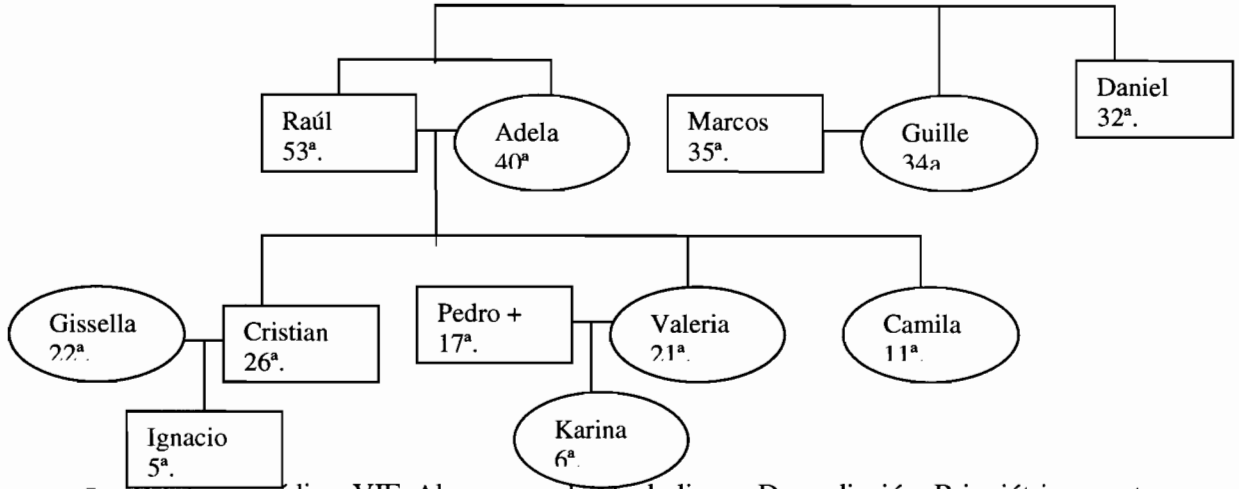 Daniel
32ª.
Raúl
53ª.
Adela
40ª
Marcos
35ª.
Guille
34a
Gissella
22ª.
Cristian
26ª.
Pedro +
17ª.
Valeria
21ª.
Camila
11ª.
Ignacio
5ª.
Karina
6ª.
VIF